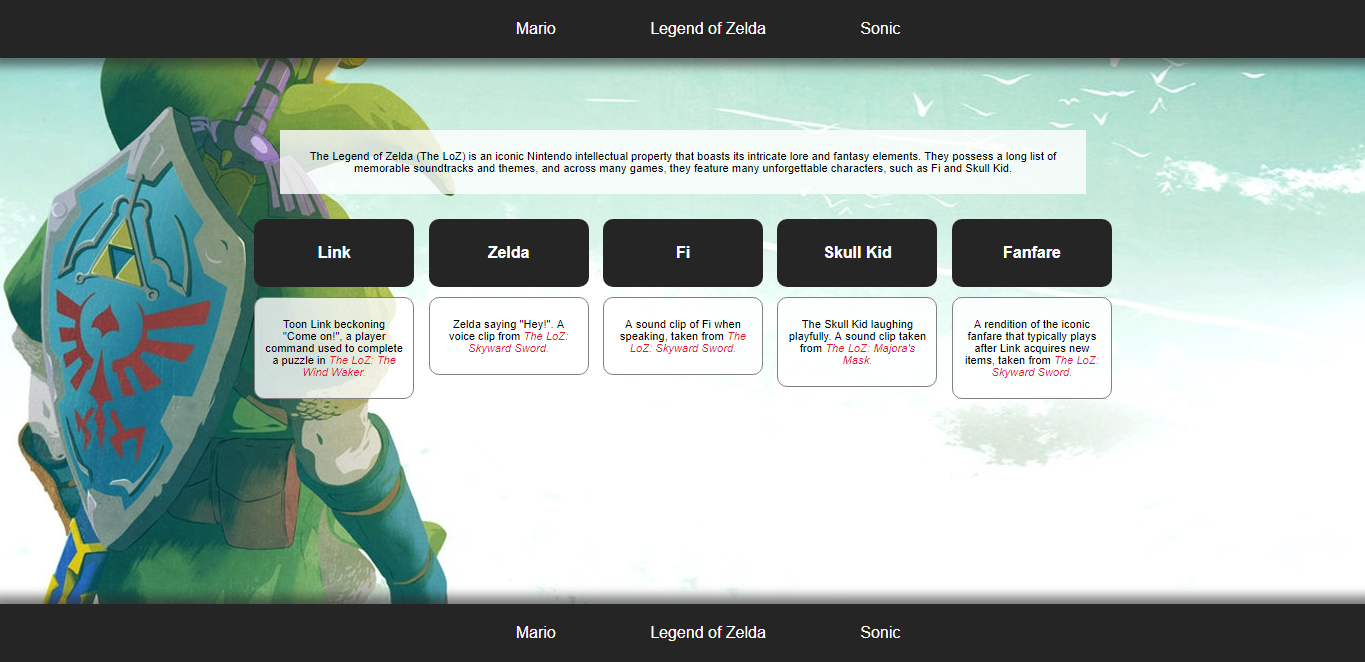 Mario Legend of Zelda Sonic
The Legend of Zelda (The LoZ) is an iconic Nintendo intellectual property that boasts its intricate lore and fantasy elements. They possess a long list of
memorable soundtracks and themes, and across many games, they feature many unforgettable characters, such as Fi and Skull Kid.
Link
Zelda
Fi
Skull Kid
Fanfare
Toon Link beckoning
"Come on!", a player
command used to complete
a puzzle in The LoZ: The
Wind Waker.
Zelda saying "Hey!". A
voice clip from The LoZ:
Skyward Sword.
A sound clip of Fi when
speaking, taken from The
LoZ: Skyward Sword.
The Skull Kid laughing
playfully. A sound clip taken
from The LoZ: Majora's
Mask.
A rendition of the iconic
fanfare that typically plays
after Link acquires new
items, taken from The LoZ:
Skyward Sword.
Mario Legend of Zelda Sonic